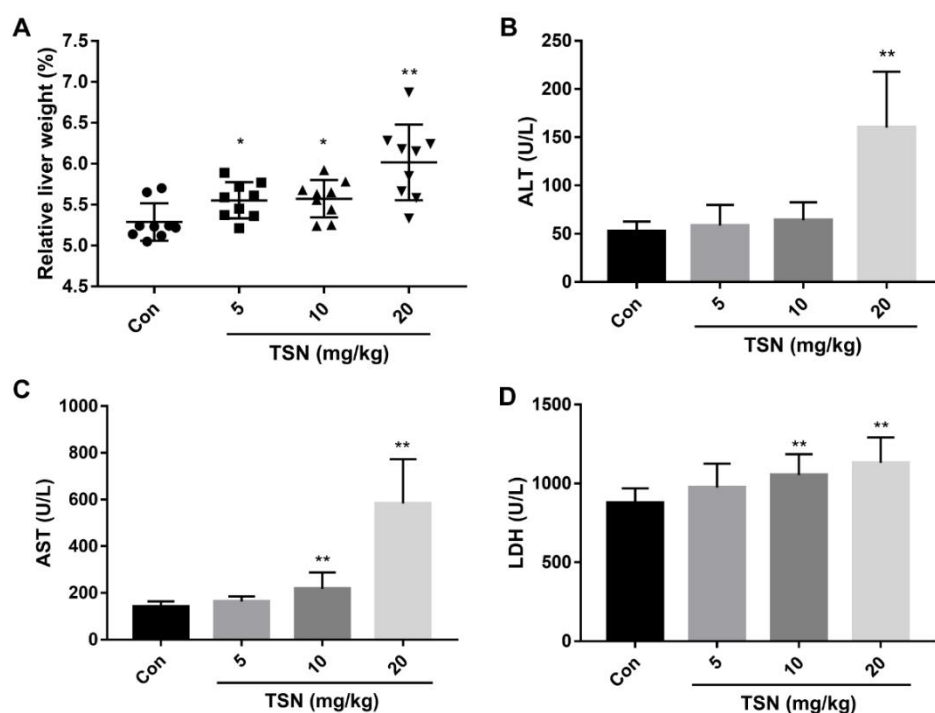 A
Relative liver weight (%)
7.5
7.0
6.5
6.0
5.5
5.0
4.5
*
*
**
Con
5
10
20
TSN (mg/kg)
B
ALT (U/L)
250
200
150
100
50
0
**
Con
5
10
20
TSN (mg/kg)
C
AST (U/L)
1000
800
600
400
200
0
**
**
Con
5
10
20
TSN (mg/kg)
D
LDH (U/L)
1500
1000
500
0
**
**
Con
5
10
20
TSN (mg/kg)